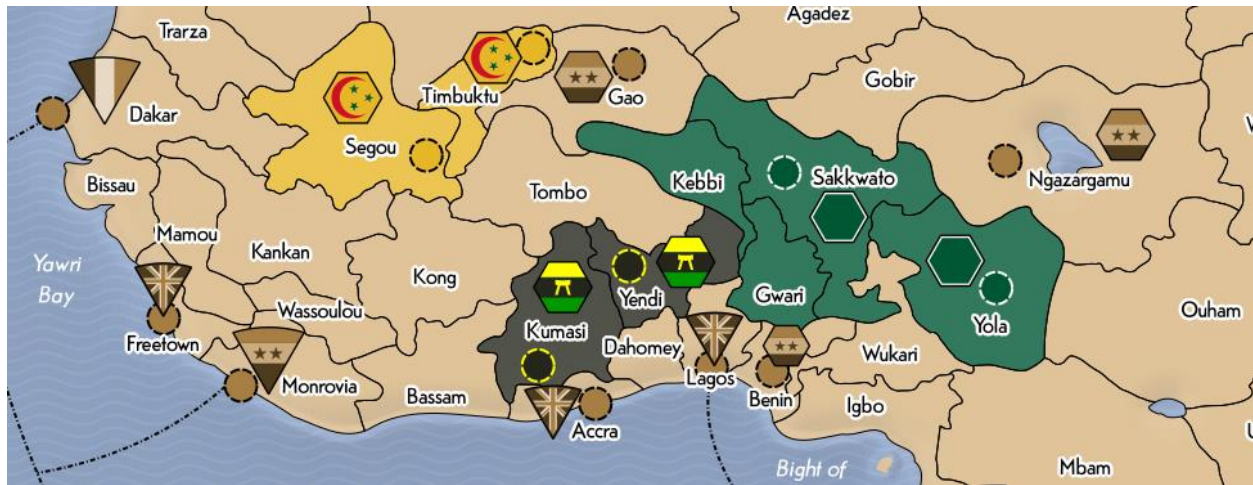 Agadez
Trarza
Gobir
Timbuktu
Gao
Dakar
Segou
Bissau
Tombo
Kebbi
Sakkwato
Ngazargamu
Mamou
Kankan
Yawri
Bay
Kong
Yendi
Gwari
Wassoulou
Kumasi
Yola
Ouham
Freetown
Dahomey
Wukari
Monrovia
Lagos
Bassam
Benin
Igbo
Accra
Bight of
Mbam